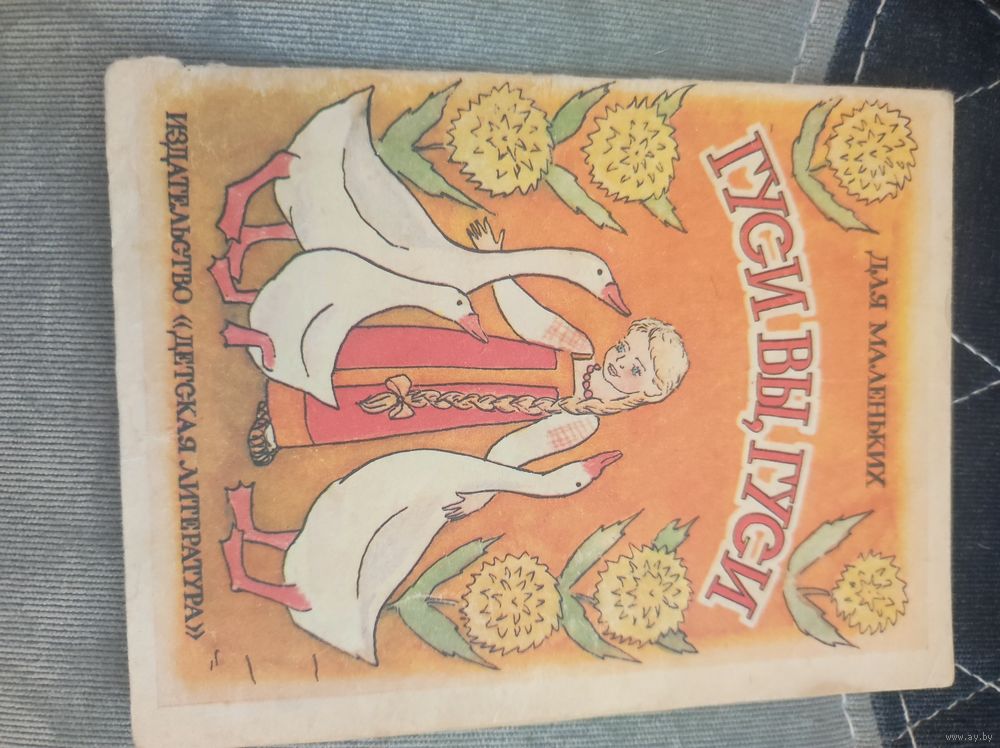 ДЛЯ МАЛЕНЬКИХ
ГУСИ ВЫ, ГУСИ
ИЗДАТЕЛЬСТВО «ДЕТСКАЯ ЛИТЕРАТУРА»
www.ay.by